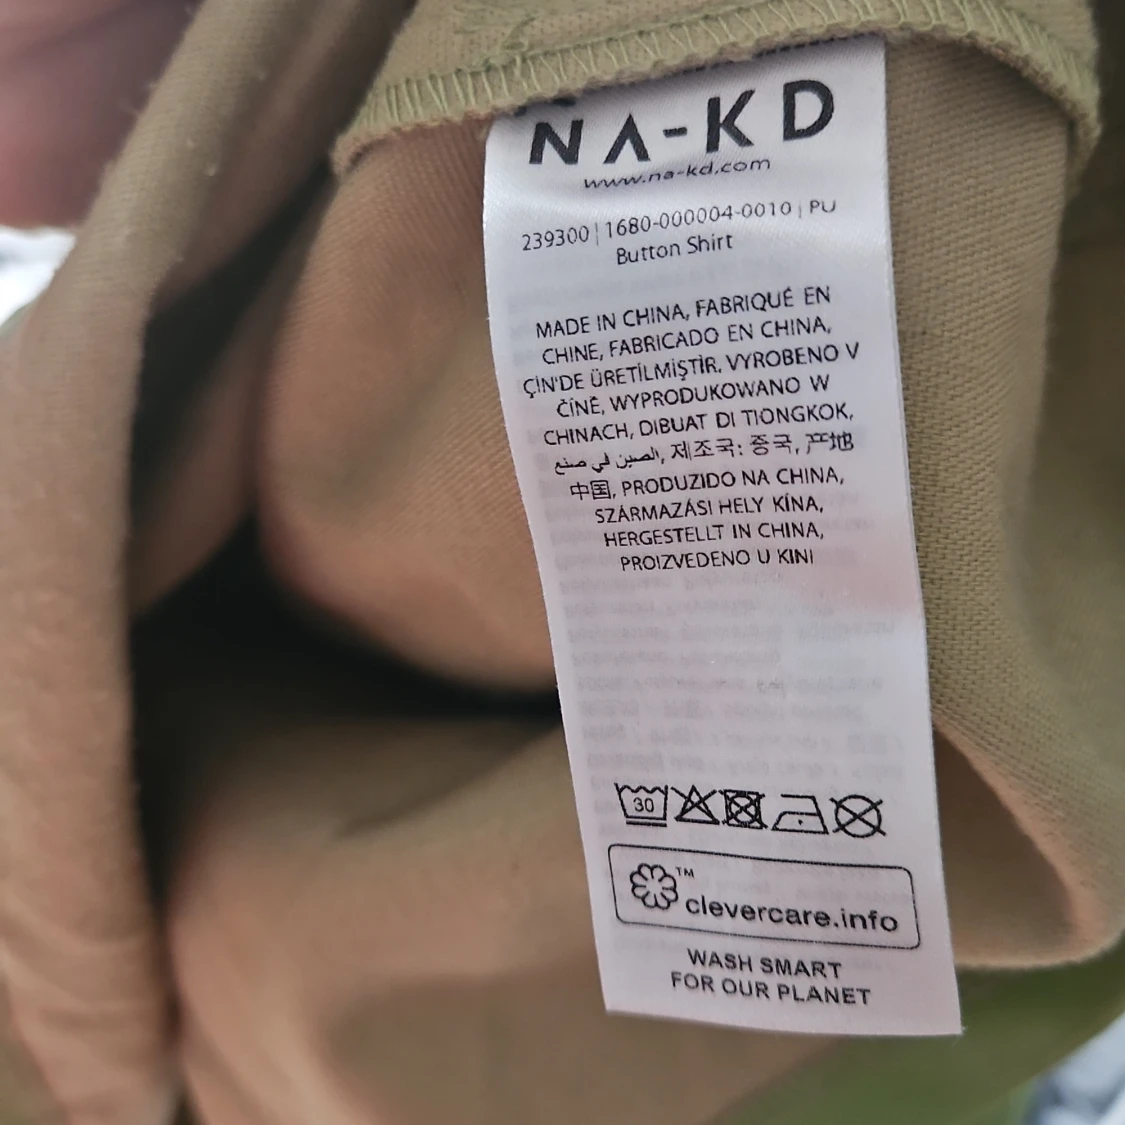 NA-KD
www.na-kd.com
239300 | 1680-000004-0010 | PU
Button Shirt
MADE IN CHINA, FABRIQUÉ EN
CHINE, FABRICADO EN CHINA,
ÇİN'DE ÜRETİLMİŞTİR. VYROBENO V
ČÍNĚ, WYPRODUKOWANO W
CHINACH, DIBUAT DI TIONGKOK,
الصين في صنع, 제조국: 중국, 产地
中国, PRODUZIDO NA CHINA,
SZÁRMAZÁSI HELY KÍNA,
HERGESTELLT IN CHINA,
PROIZVEDENO U KINI
30
TM
clevercare.info
WASH SMART
FOR OUR PLANET